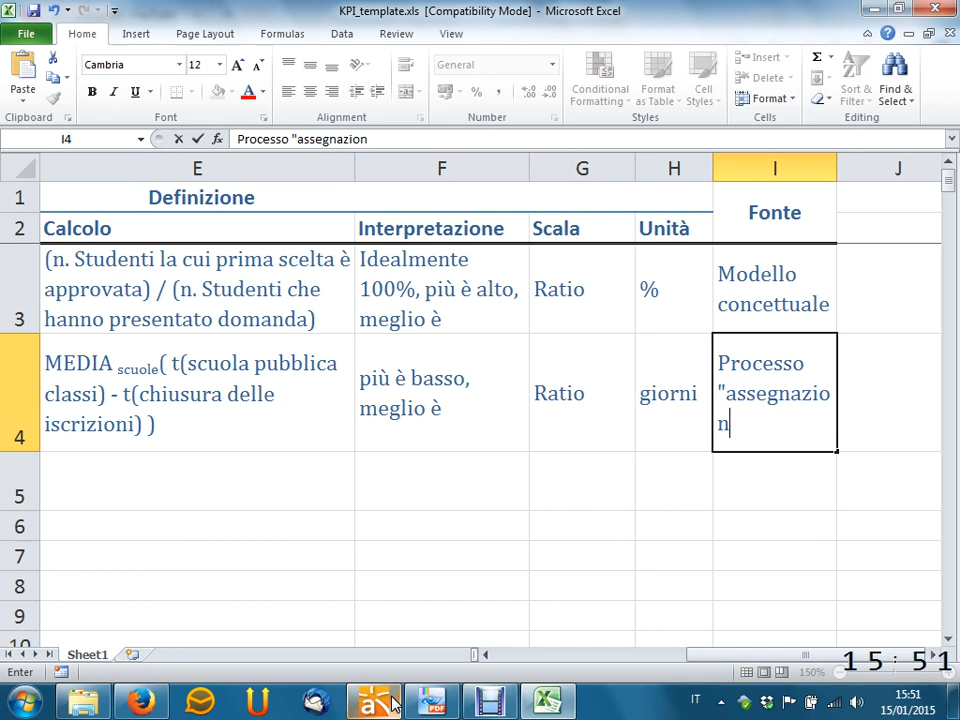 KPI_template.xls [Compatibility Mode] - Microsoft Excel
File Home Insert Page Layout Formulas Data Review View
Cambria 12 A A General Insert Σ
Paste B I U A % , Conditional Formatting Format as Table Cell Styles Delete Format Sort & Filter Find & Select
Clipboard Font Alignment Number Styles Cells Editing
I4 fx Processo "assegnazion
E F G H I J
1 Definizione Fonte
2 Calcolo Interpretazione Scala Unità
3 (n. Studenti la cui prima scelta è
approvata) / (n. Studenti che
hanno presentato domanda)
Idealmente
100%, più è alto,
meglio è
Ratio
%
Modello
concettuale
4 MEDIA scuole( t(scuola pubblica
classi) - t(chiusura delle
iscrizioni) )
più è basso,
meglio è
Ratio
giorni
Processo
"assegnazio
n
5
6
7
8
9
10
Sheet1
15:51
Enter 150%
IT 15:51
15/01/2015